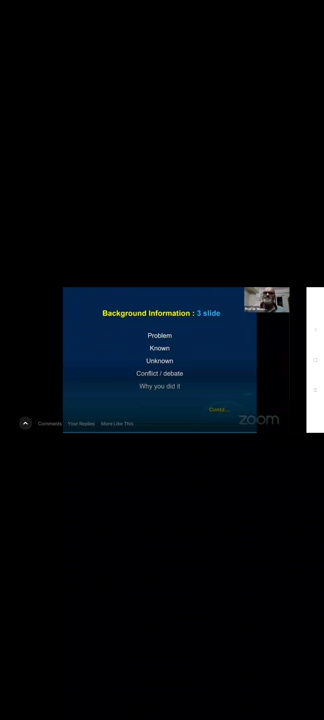 Background Information : 3 slide
Problem
Known
Unknown
Conflict / debate
Why you did it
Contd...
zoom
Comments Your Replies More Like This